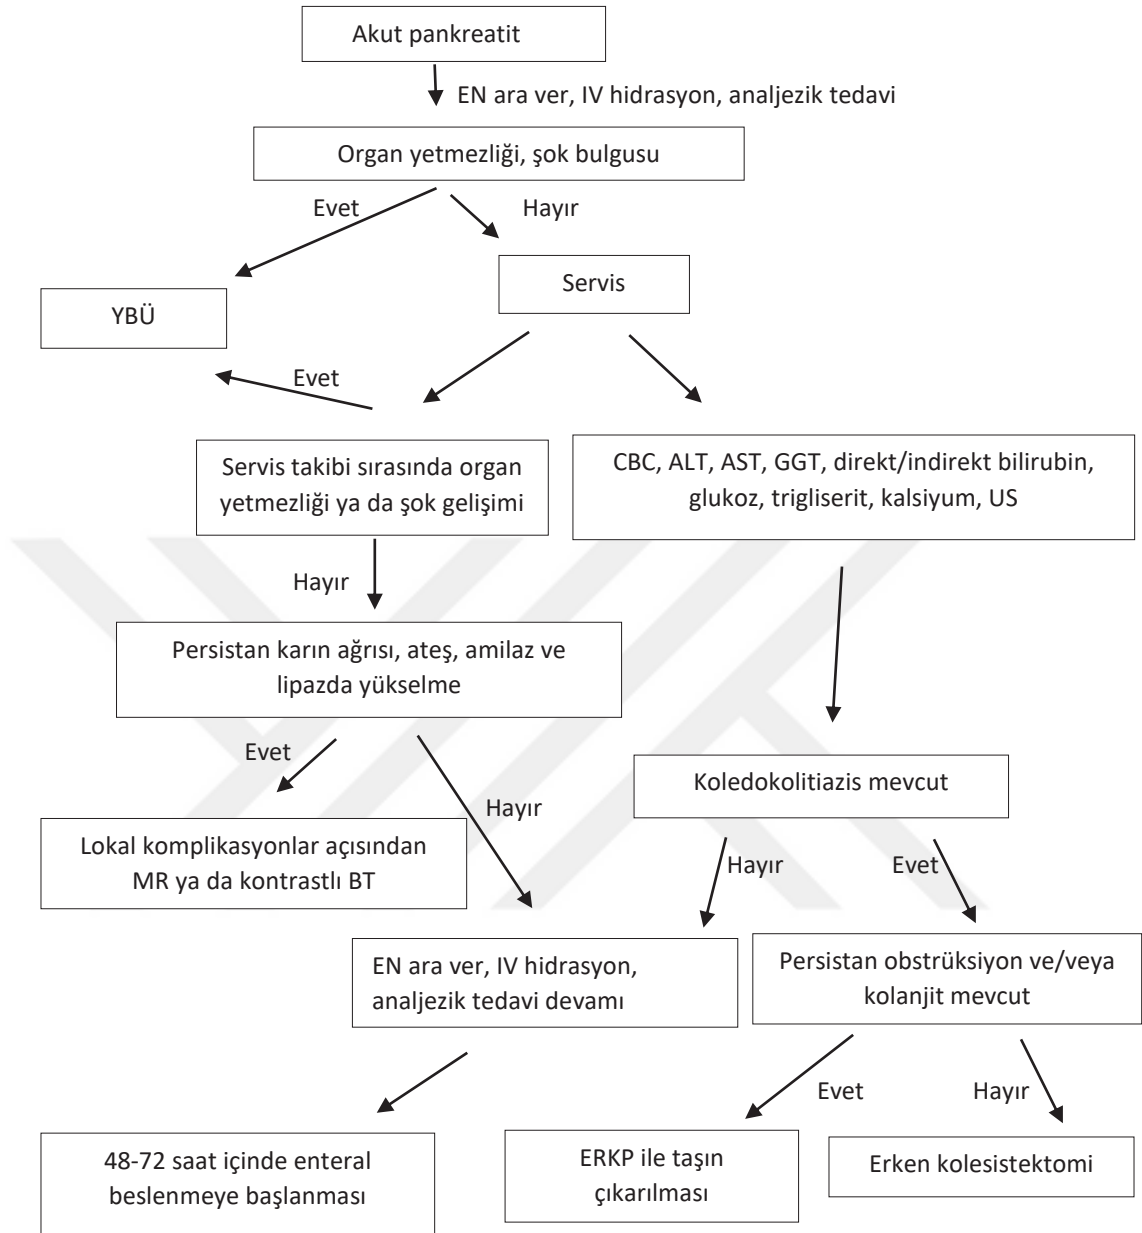 Akut pankreatit
EN ara ver, IV hidrasyon, analjezik tedavi
Organ yetmezliği, şok bulgusu
Evet
Hayır
Servis
YBÜ
Evet
Servis takibi sırasında organ
yetmezliği ya da şok gelişimi
CBC, ALT, AST, GGT, direkt/indirekt bilirubin,
glukoz, trigliserit, kalsiyum, US
Hayır
Persistan karın ağrısı, ateş, amilaz ve
lipazda yükselme
Evet
Hayır
Koledokolitiazis mevcut
Lokal komplikasyonlar açısından
MR ya da kontrastlı BT
Hayır
Evet
EN ara ver, IV hidrasyon,
analjezik tedavi devamı
Persistan obstrüksiyon ve/veya
kolanjit mevcut
Evet
Hayır
48-72 saat içinde enteral
beslenmeye başlanması
ERKP ile taşın
çıkarılması
Erken kolesistektomi